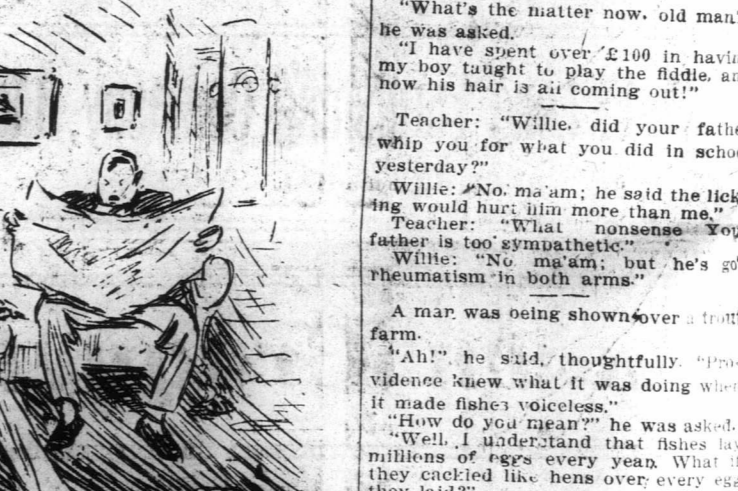 "What's the matter now, old man
he was asked.
"I have spent over £100 in havin
my boy taught to play the fiddle, an
now his hair is all coming out!"
Teacher: "Willie, did your fathe
whip you for what you did in schoo
yesterday?"
Willie: "No, ma'am; he said the lick
ing would hurt him more than me."
Teacher: "What nonsense You
father is too sympathetic."
Willie: "No, ma'am; but he's go
rheumatism in both arms."
A man was being shown over a trout
farm.
"Ah!", he said, thoughtfully. "Pro-
vidence knew what it was doing when
it made fishes voiceless."
"How do you mean?" he was asked.
"Well, I understand that fishes lay
millions of eggs every year. What i
they cackled like hens over every egg
they laid?"